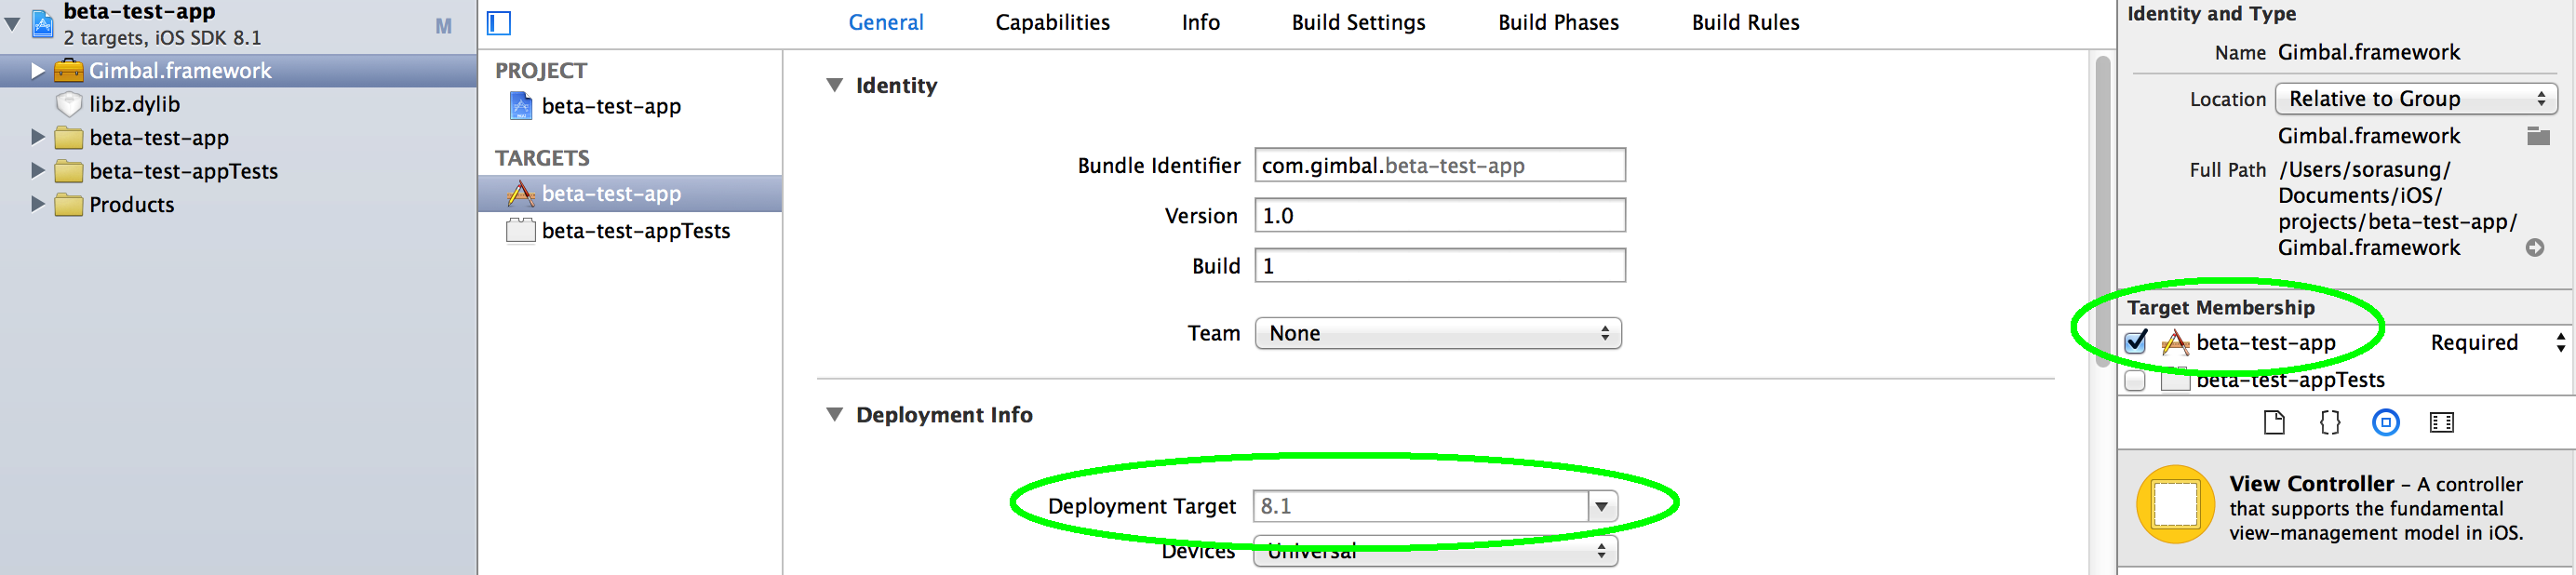 beta-test-app
2 targets, iOS SDK 8.1
M
Gimbal.framework
libz.dylib
beta-test-app
beta-test-appTests
Products
General Capabilities Info Build Settings Build Phases Build Rules
PROJECT
beta-test-app
TARGETS
beta-test-app
beta-test-appTests
Identity
Bundle Identifier com.gimbal.beta-test-app
Version 1.0
Build 1
Team None
Deployment Info
Deployment Target 8.1
Devices Universal
Identity and Type
Name Gimbal.framework
Location Relative to Group
Gimbal.framework
Full Path /Users/sorasung/
Documents/iOS/
projects/beta-test-app/
Gimbal.framework
Target Membership
beta-test-app Required
beta-test-appTests
{}
View Controller - A controller
that supports the fundamental
view-management model in iOS.